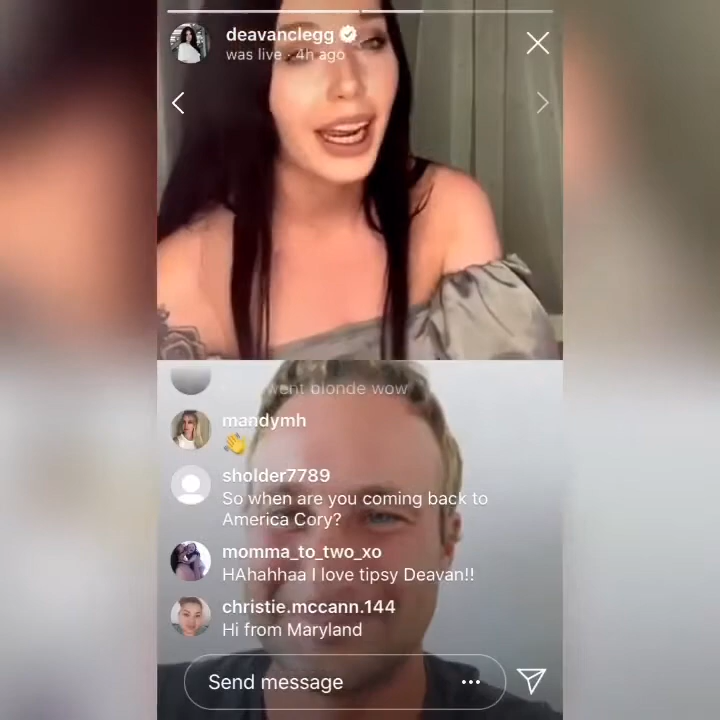 deavanclegg
was live · 4h ago
went blonde wow
mandymh
sholder7789
So when are you coming back to
America Cory?
momma_to_two_xo
HAhahhaa I love tipsy Deavan!!
christie.mccann.144
Hi from Maryland
Send message